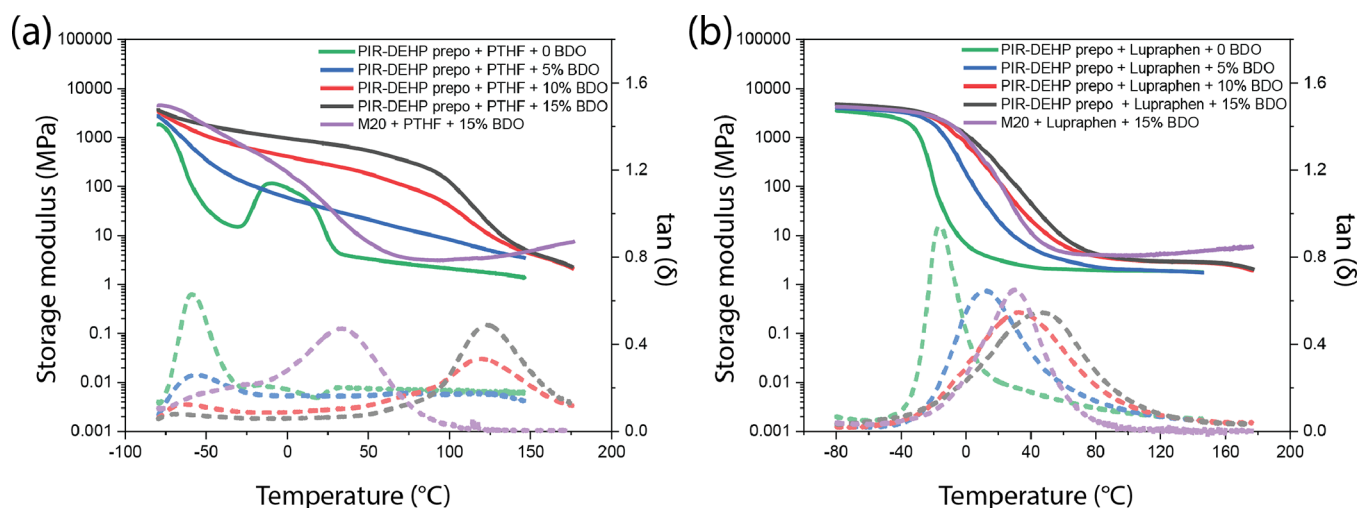 (a)
100000
10000
1000
100
10
1
0.1
0.01
0.001
Storage modulus (MPa)
PIR-DEHP prepo + PTHF + 0 BDO
PIR-DEHP prepo + PTHF + 5% BDO
PIR-DEHP prepo + PTHF + 10% BDO
PIR-DEHP prepo + PTHF + 15% BDO
M20 + PTHF + 15% BDO
1.6
1.2
0.8
0.4
0.0
tan (δ)
-100 -50 0 50 100 150 200
Temperature (°C)
(b)
100000
10000
1000
100
10
1
0.1
0.01
0.001
Storage modulus (MPa)
PIR-DEHP prepo + Lupraphen + 0 BDO
PIR-DEHP prepo + Lupraphen + 5% BDO
PIR-DEHP prepo + Lupraphen + 10% BDO
PIR-DEHP prepo + Lupraphen + 15% BDO
M20 + Lupraphen + 15% BDO
1.6
1.2
0.8
0.4
0.0
tan (δ)
-80 -40 0 40 80 120 160 200
Temperature (°C)